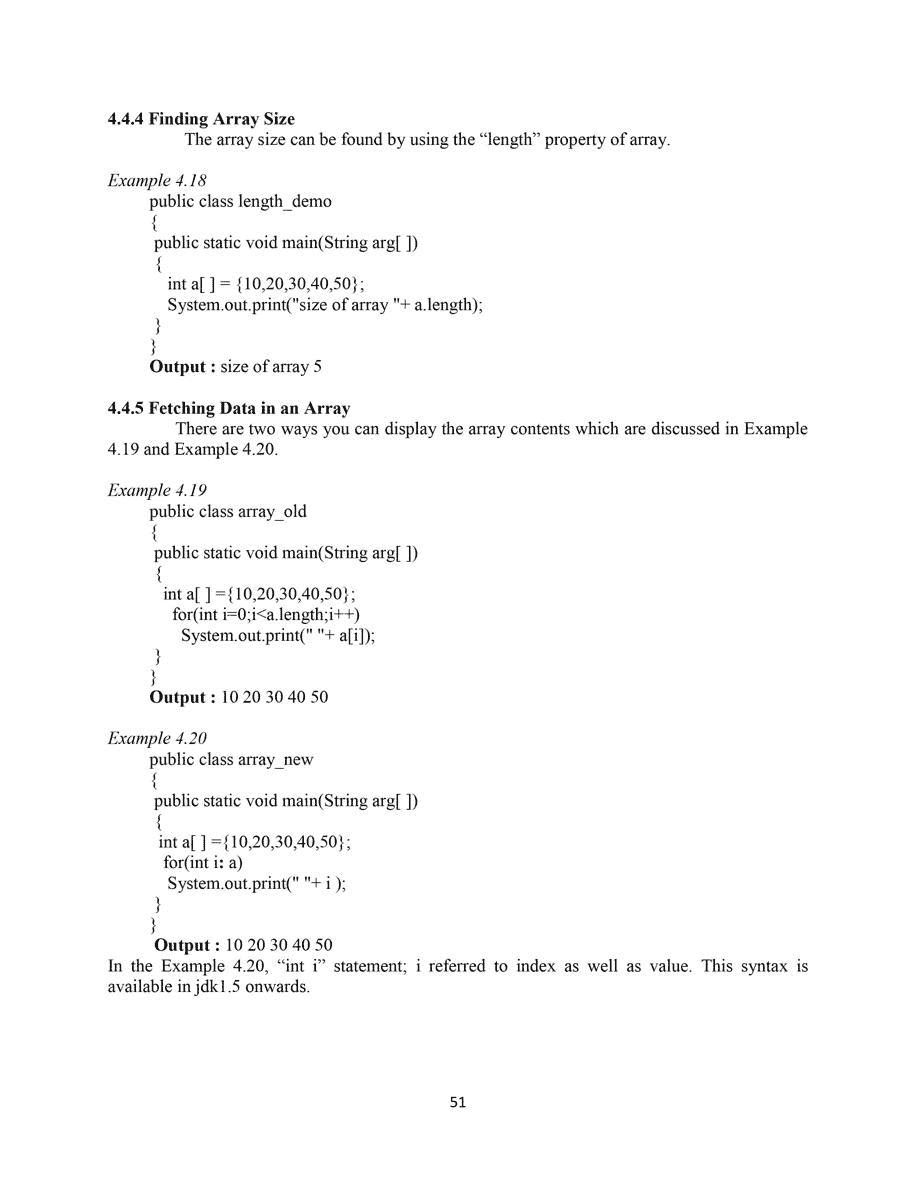 4.4.4 Finding Array Size
The array size can be found by using the “length” property of array.
Example 4.18
public class length_demo
{
public static void main(String arg[ ])
{
int a[ ] = {10,20,30,40,50};
System.out.print("size of array "+ a.length);
}
}
Output : size of array 5
4.4.5 Fetching Data in an Array
There are two ways you can display the array contents which are discussed in Example
4.19 and Example 4.20.
Example 4.19
public class array_old
{
public static void main(String arg[ ])
{
int a[ ] ={10,20,30,40,50};
for(int i=0;i<a.length;i++)
System.out.print(" "+ a[i]);
}
}
Output : 10 20 30 40 50
Example 4.20
public class array_new
{
public static void main(String arg[ ])
{
int a[ ] ={10,20,30,40,50};
for(int i: a)
System.out.print(" "+ i );
}
}
Output : 10 20 30 40 50
In the Example 4.20, “int i” statement; i referred to index as well as value. This syntax is
available in jdk1.5 onwards.
51